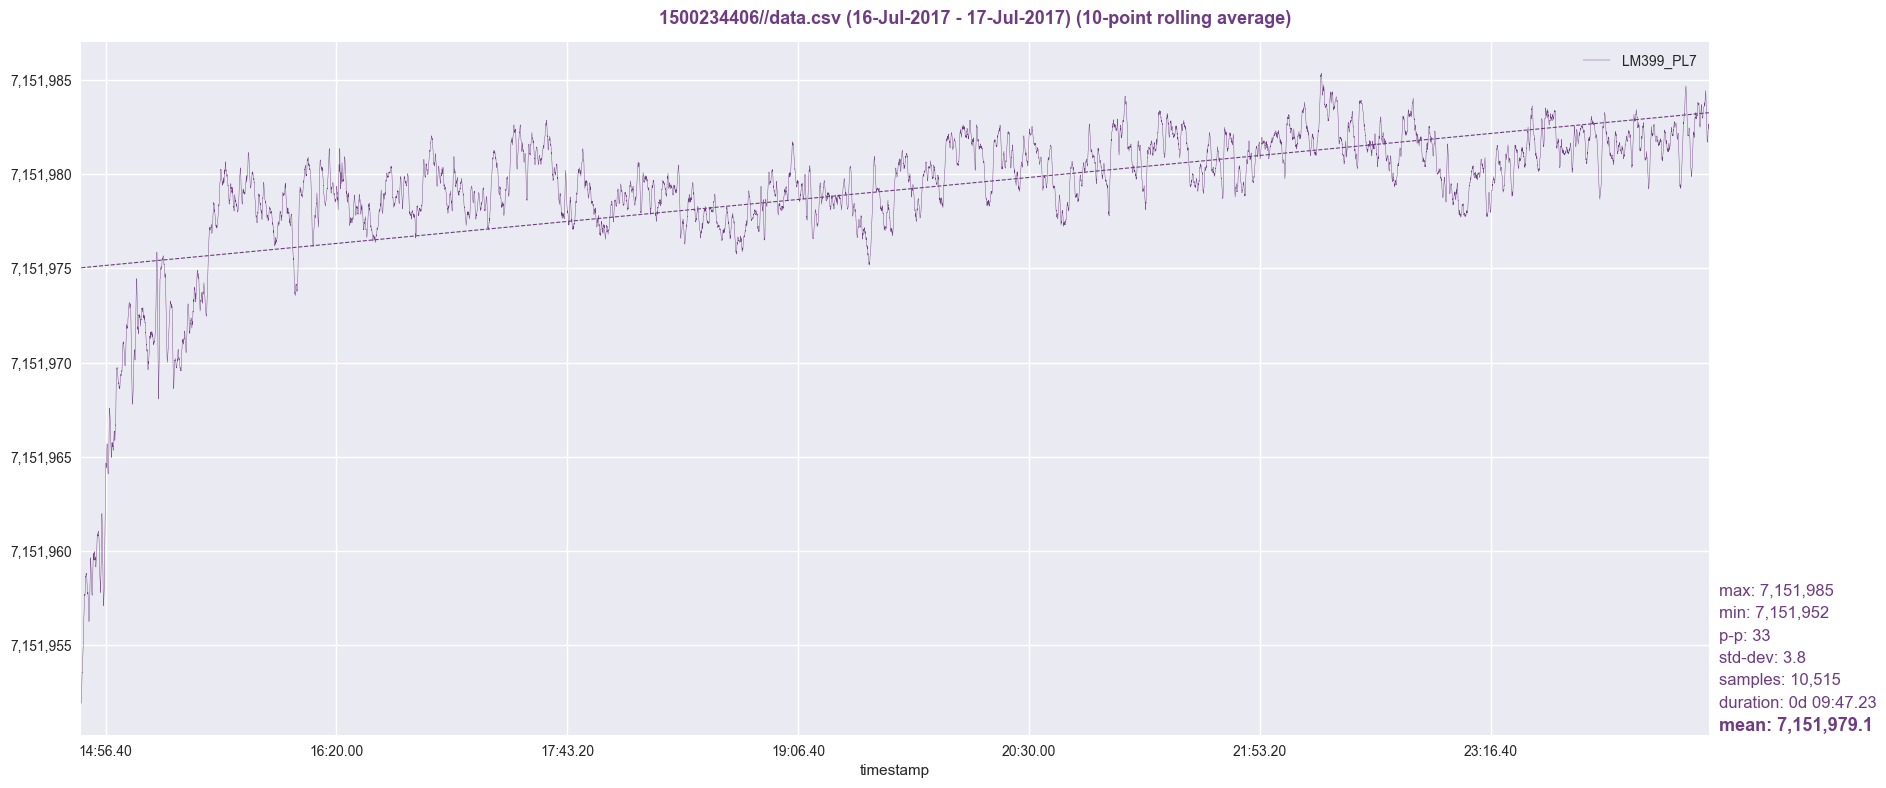 1500234406//data.csv (16-Jul-2017 - 17-Jul-2017) (10-point rolling average)
LM399_PL7
7,151,985
7,151,980
7,151,975
7,151,970
7,151,965
7,151,960
7,151,955
max: 7,151,985
min: 7,151,952
p-p: 33
std-dev: 3.8
samples: 10,515
duration: 0d 09:47.23
mean: 7,151,979.1
14:56.40 16:20.00 17:43.20 19:06.40 20:30.00 21:53.20 23:16.40
timestamp